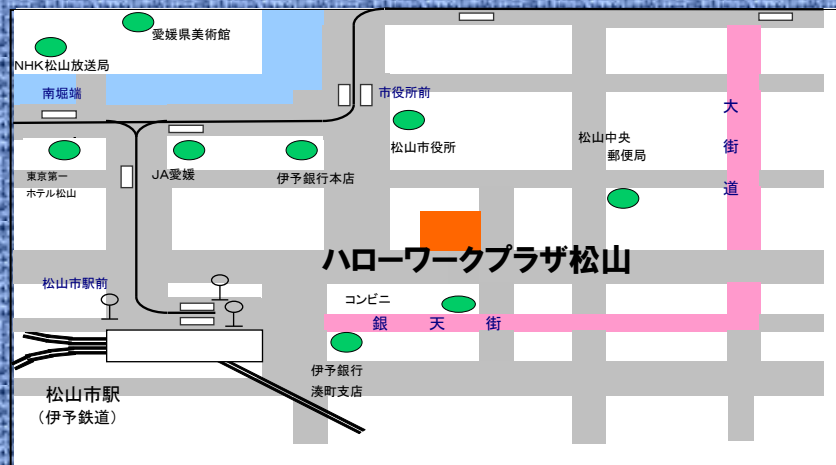 愛媛県美術館
NHK松山放送局
南堀端
市役所前
大街道
松山中央
郵便局
松山市役所
東京第一
ホテル松山
JA愛媛
伊予銀行本店
ハローワークプラザ松山
松山市駅前
コンビニ
銀天街
伊予銀行
湊町支店
松山市駅
（伊予鉄道）